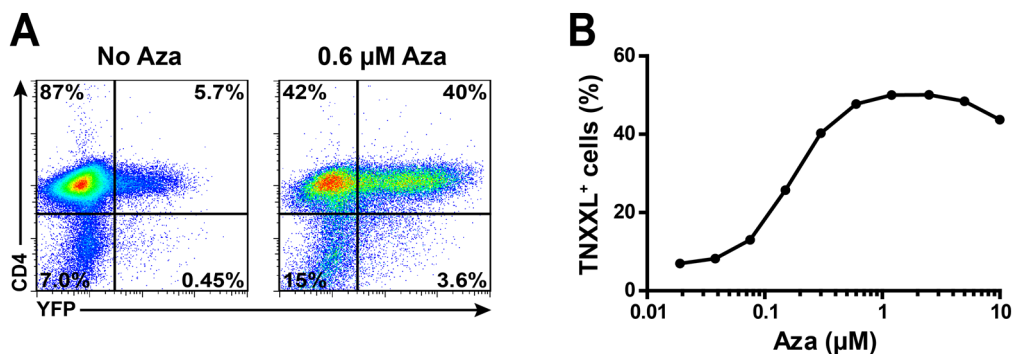 A
No Aza
0.6 µM Aza
87%
5.7%
7.0%
0.45%
42%
40%
15%
3.6%
CD4
YFP
B
TNXXL+ cells (%)
60
40
20
0
0.01
0.1
1
10
Aza (µM)